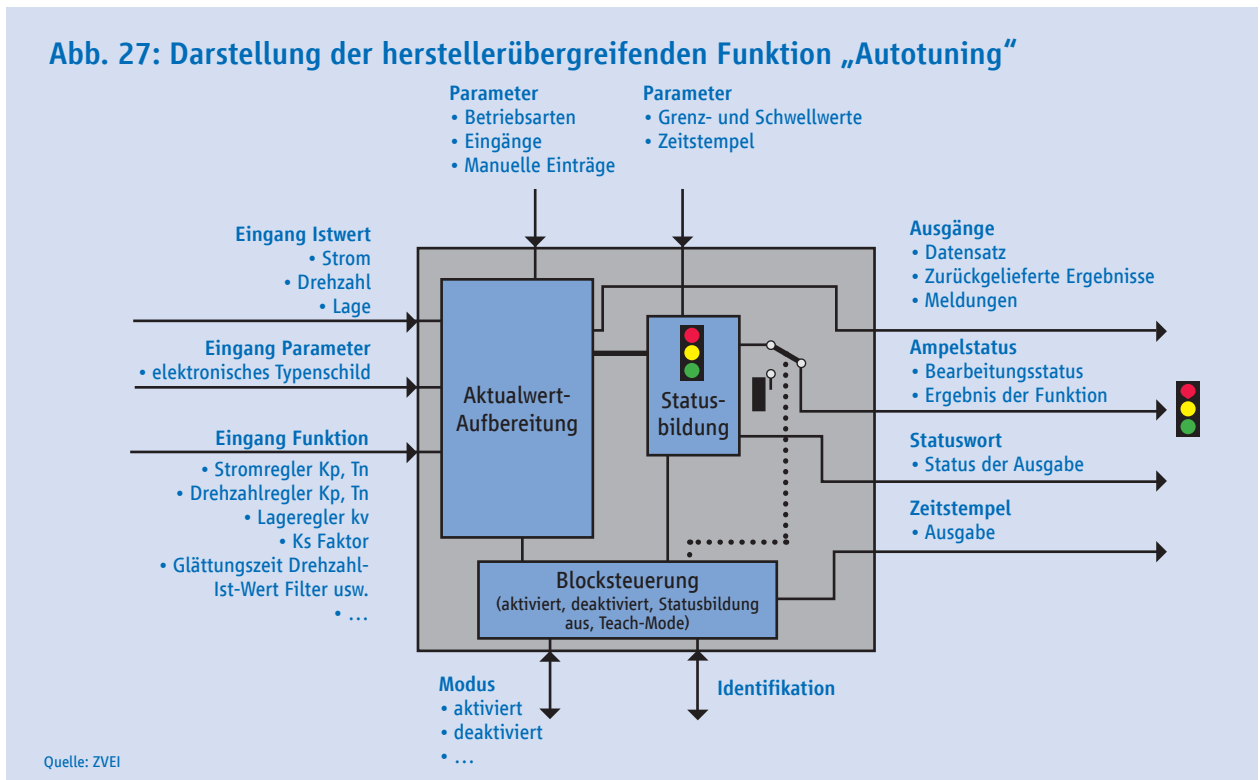 Abb. 27: Darstellung der herstellerübergreifenden Funktion „Autotuning“
Parameter
• Betriebsarten
• Eingänge
• Manuelle Einträge
Parameter
• Grenz- und Schwellwerte
• Zeitstempel
Eingang Istwert
• Strom
• Drehzahl
• Lage
Eingang Parameter
• elektronisches Typenschild
Eingang Funktion
• Stromregler Kp, Tn
• Drehzahlregler Kp, Tn
• Lageregler kv
• Ks Faktor
• Glättungszeit Drehzahl-
Ist-Wert Filter usw.
• …
Aktualwert-
Aufbereitung
Status-
bildung
Blocksteuerung
(aktiviert, deaktiviert, Statusbildung
aus, Teach-Mode)
Ausgänge
• Datensatz
• Zurückgelieferte Ergebnisse
• Meldungen
Ampelstatus
• Bearbeitungsstatus
• Ergebnis der Funktion
Statuswort
• Status der Ausgabe
Zeitstempel
• Ausgabe
Modus
• aktiviert
• deaktiviert
• …
Identifikation
Quelle: ZVEI